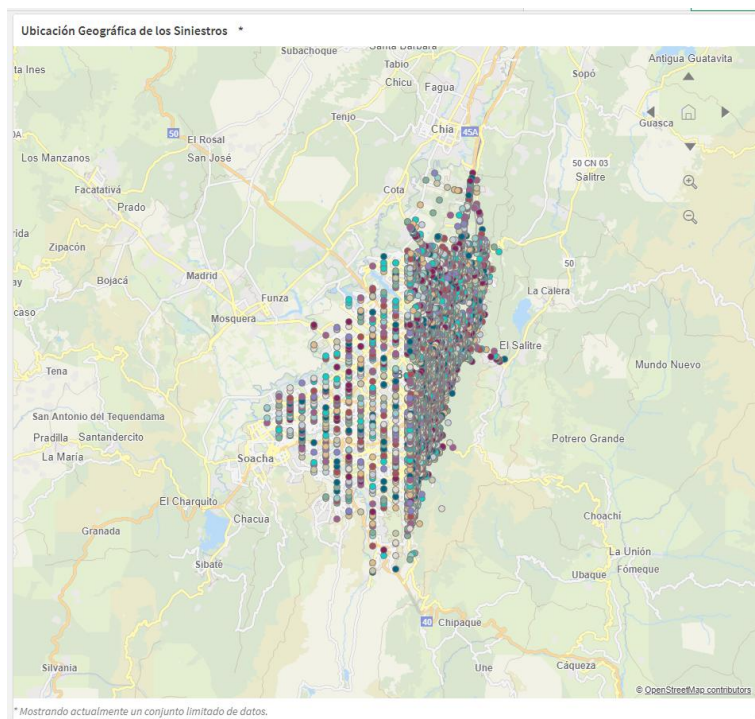 Ubicación Geográfica de los Siniestros *
Subachoque
Santa Bárbara
Tabio
Antigua Guatavita
ta Ines
Chicu
Sopó
Fagua
Tenjo
Guasca
Chía
45A
50
El Rosal
50 CN 03
Los Manzanos
San José
Salitre
Facatativá
Cota
Prado
Zipacón
50
Bojacá
Madrid
La Calera
Funza
Mosquera
El Salitre
Tena
Mundo Nuevo
San Antonio del Tequendama
Pradilla
Santandercito
Potrero Grande
La María
Soacha
El Charquito
Chacua
Choachí
Granada
La Unión
Sibaté
Ubaque
Fómeque
40
Chipaque
Silvania
Une
Cáqueza
© OpenStreetMap contributors
* Mostrando actualmente un conjunto limitado de datos.